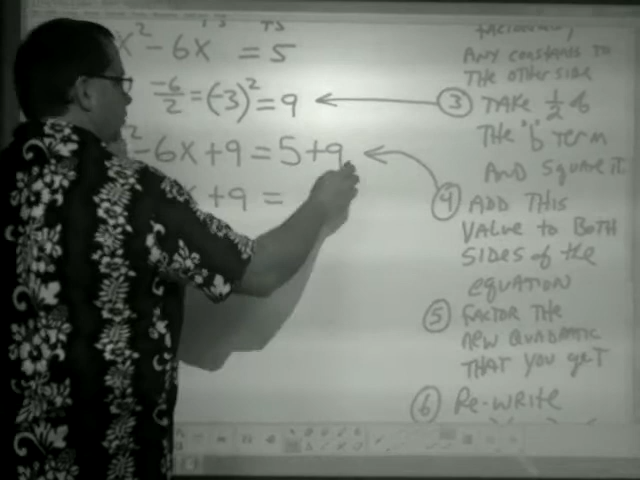 x² - 6x = 5
-6/2 = (-3)² = 9
² - 6x + 9 = 5 + 9
x + 9 =
ANY CONSTANTS TO
THE OTHER SIDE
③ TAKE 1/2 of
THE "b" TERM
AND SQUARE IT.
④ ADD THIS
VALUE TO BOTH
SIDES of the
equation
⑤ FACTOR THE
NEW QUADRATIC
THAT YOU GET
⑥ Re-WRITE